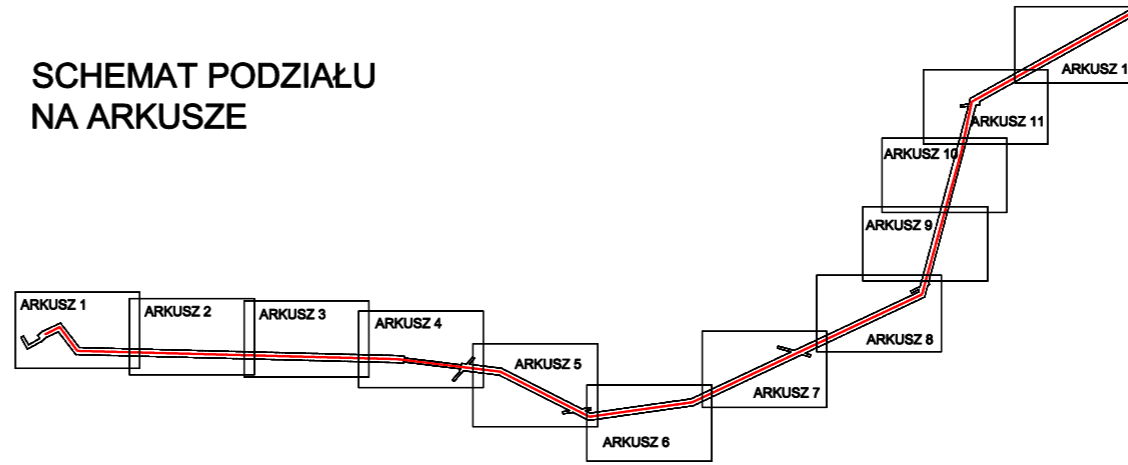 SCHEMAT PODZIAŁU
NA ARKUSZE
ARKUSZ 1
ARKUSZ 2
ARKUSZ 3
ARKUSZ 4
ARKUSZ 5
ARKUSZ 6
ARKUSZ 7
ARKUSZ 8
ARKUSZ 9
ARKUSZ 10
ARKUSZ 11
ARKUSZ 1